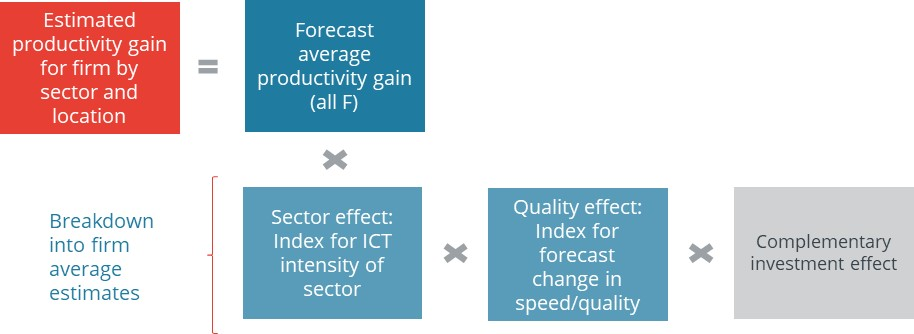 Estimated
productivity gain
for firm by
sector and
location
=
Forecast
average
productivity gain
(all F)
×
Breakdown
into firm
average
estimates
Sector effect:
Index for ICT
intensity of
sector
×
Quality effect:
Index for
forecast
change in
speed/quality
×
Complementary
investment effect